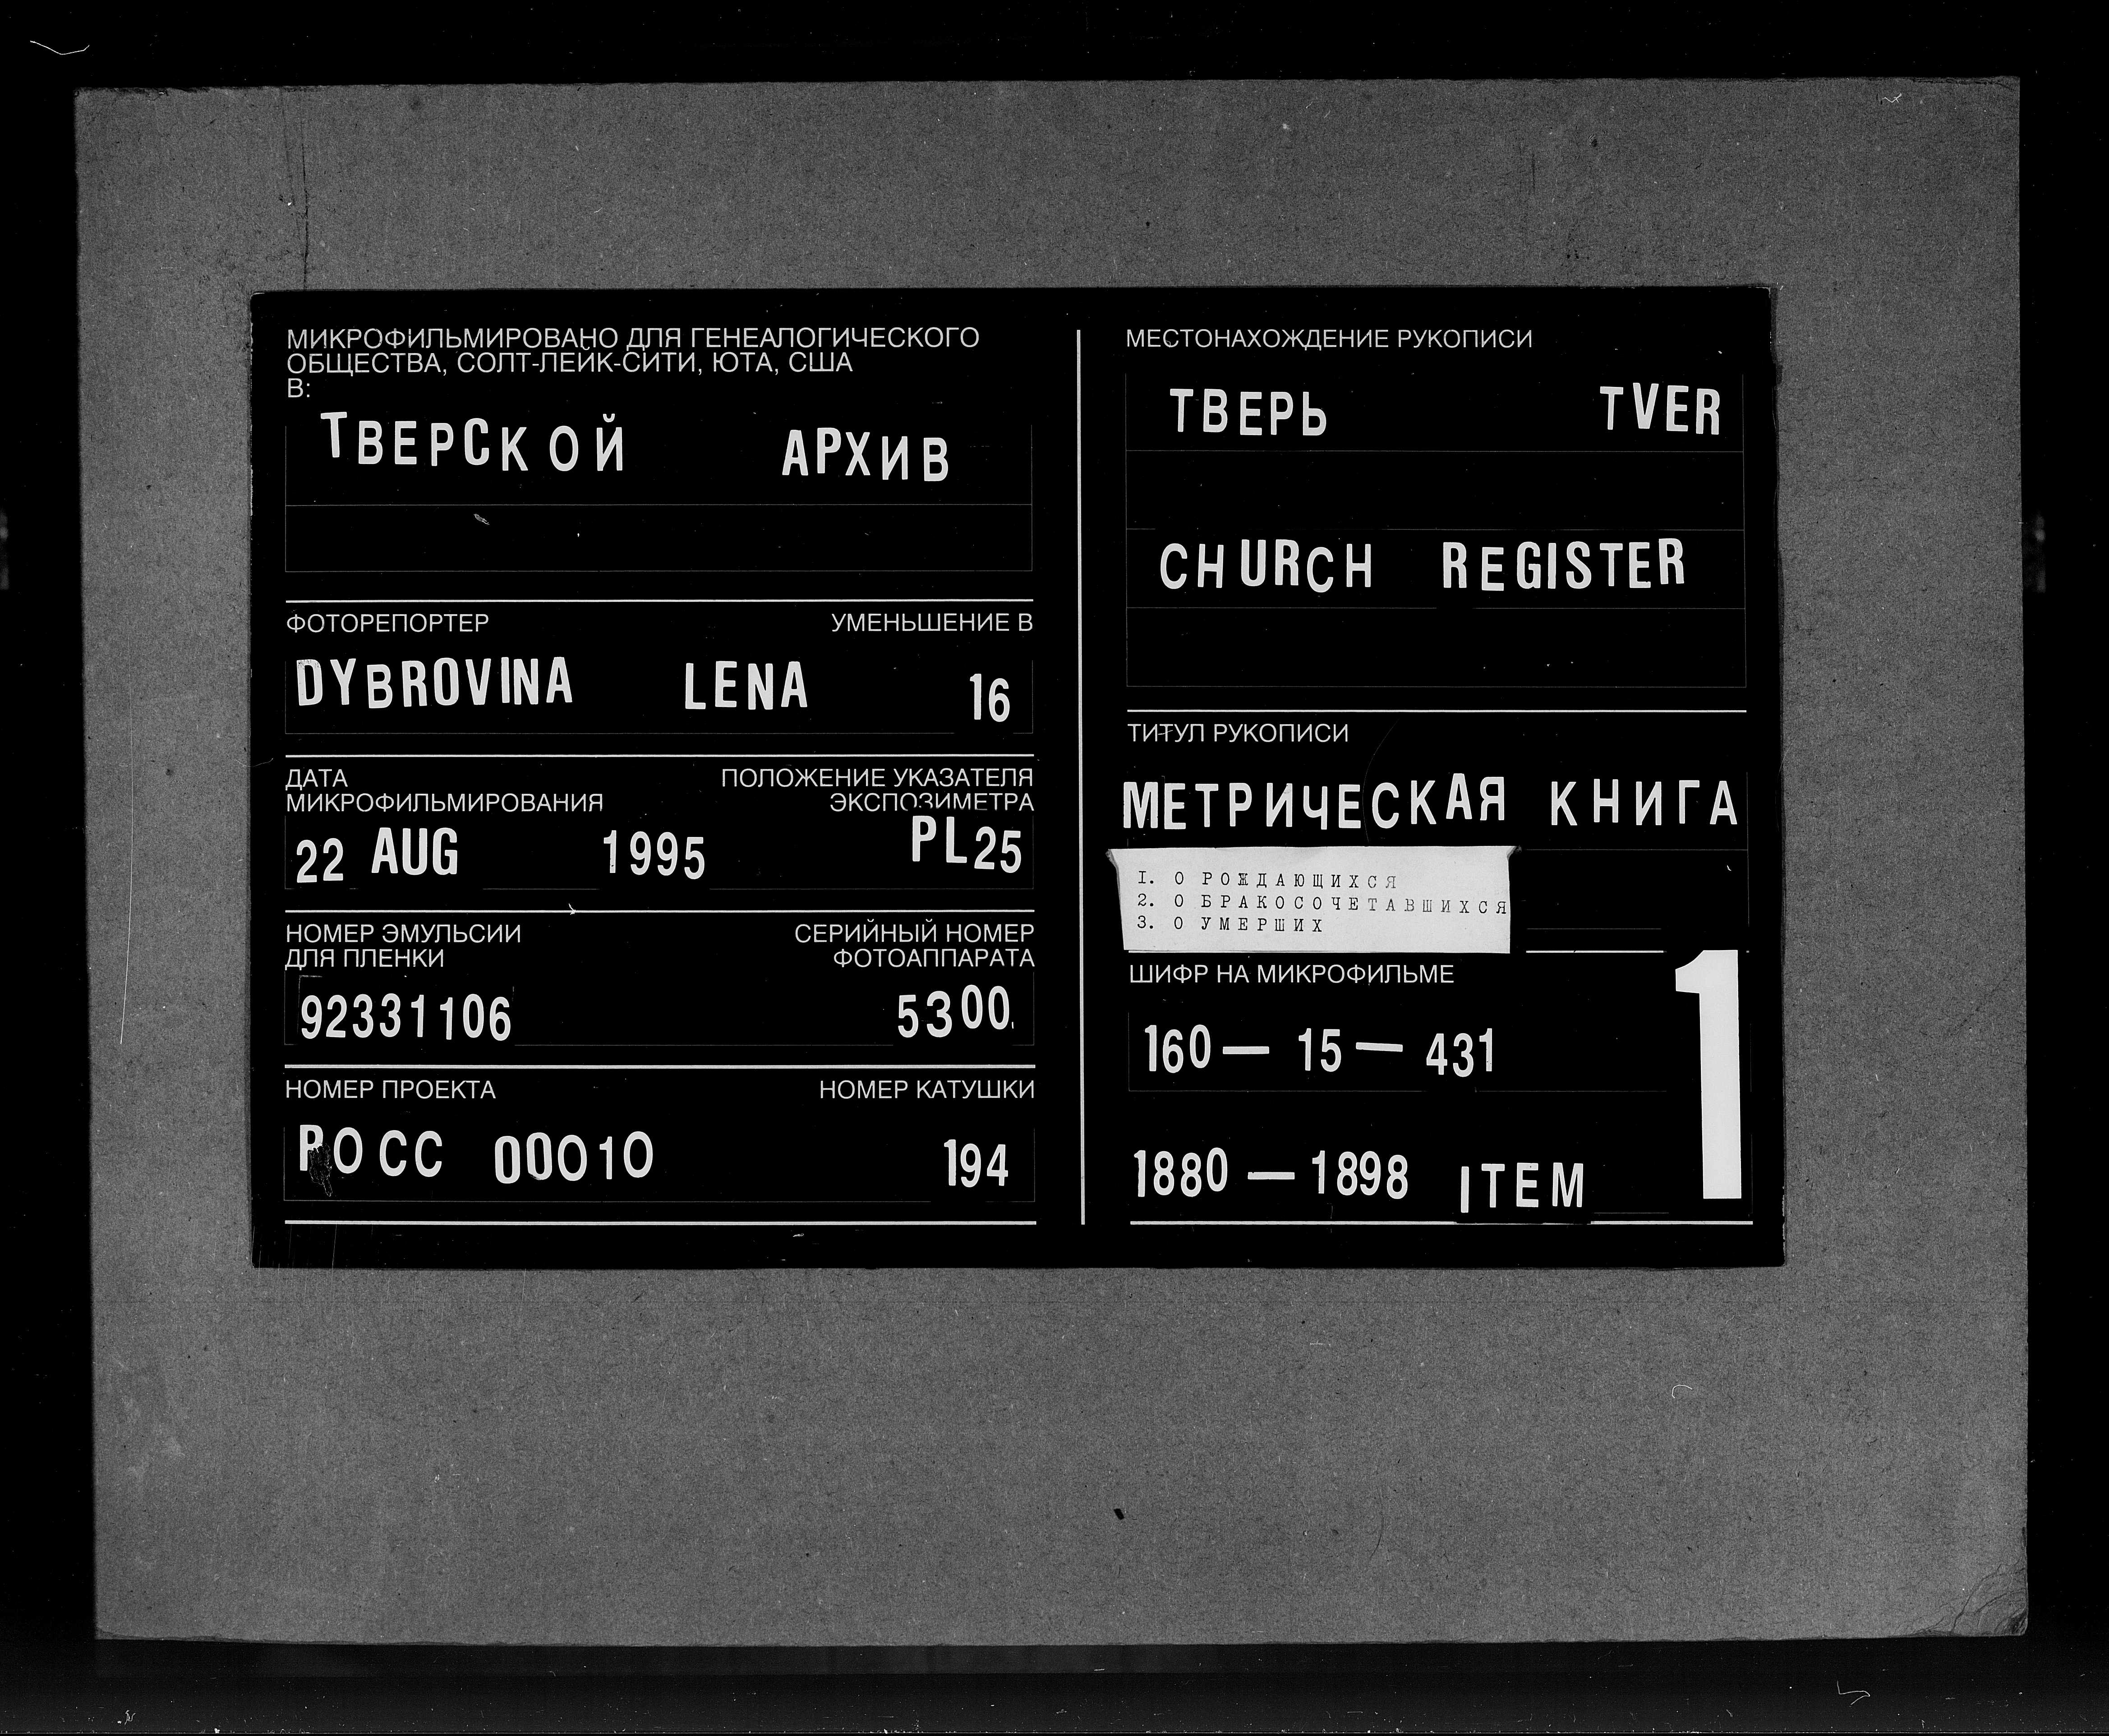 МИКРОФИЛЬМИРОВАНО ДЛЯ ГЕНЕАЛОГИЧЕСКОГО
ОБЩЕСТВА, СОЛТ-ЛЕЙК-СИТИ, ЮТА, США
В:
ТВЕРСКОЙ АРХИВ
ФОТОРЕПОРТЕР УМЕНЬШЕНИЕ В
DYBROVINA LENA 16
ДАТА ПОЛОЖЕНИЕ УКАЗАТЕЛЯ
МИКРОФИЛЬМИРОВАНИЯ ЭКСПОЗИМЕТРА
22 AUG 1995 PL25
НОМЕР ЭМУЛЬСИИ СЕРИЙНЫЙ НОМЕР
ДЛЯ ПЛЕНКИ ФОТОАППАРАТА
92331106 5300
НОМЕР ПРОЕКТА НОМЕР КАТУШКИ
РОСС 00010 194
МЕСТОНАХОЖДЕНИЕ РУКОПИСИ
ТВЕРЬ TVER
CHURCH REGISTER
ТИТУЛ РУКОПИСИ
МЕТРИЧЕСКАЯ КНИГА
1. О РОЖДАЮЩИХСЯ
2. О БРАКОСОЧЕТАВШИХСЯ
3. О УМЕРШИХ
ШИФР НА МИКРОФИЛЬМЕ
160 — 15 — 431
1880 — 1898 ITEM 1